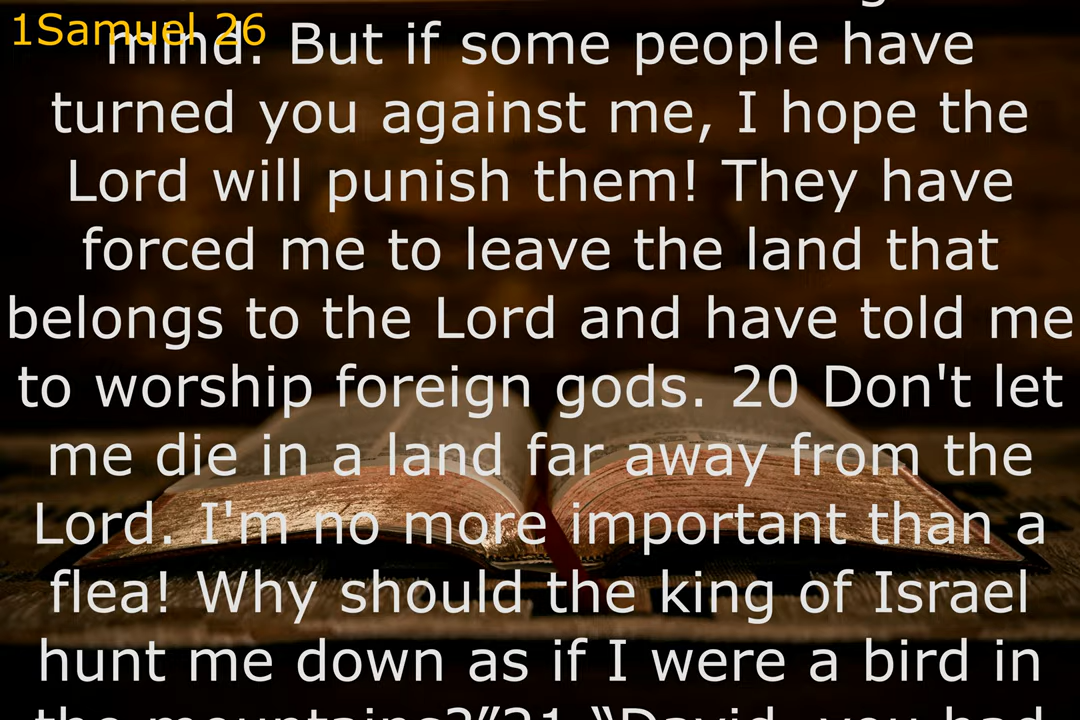 1Samuel 26
mind. But if some people have
turned you against me, I hope the
Lord will punish them! They have
forced me to leave the land that
belongs to the Lord and have told me
to worship foreign gods. 20 Don't let
me die in a land far away from the
Lord. I'm no more important than a
flea! Why should the king of Israel
hunt me down as if I were a bird in
the mountains?”21 “David, you had